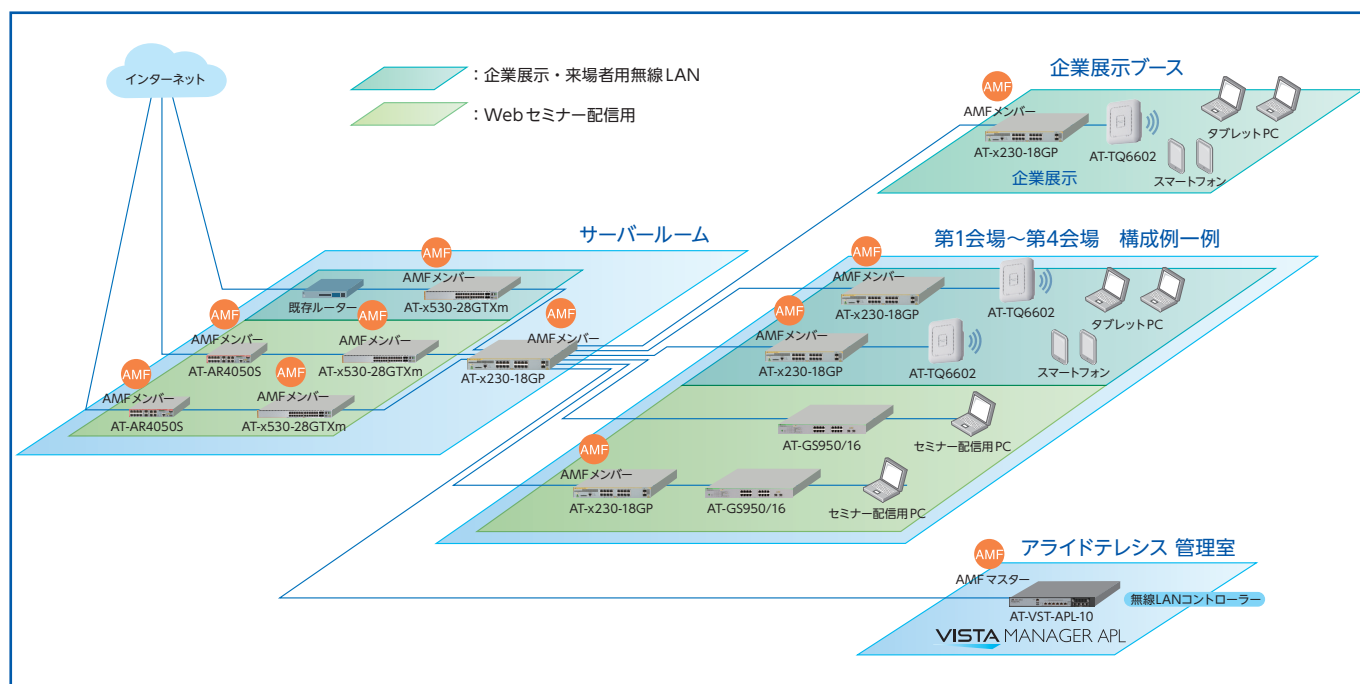 インターネット
：企業展示・来場者用無線LAN
：Webセミナー配信用
企業展示ブース
AMF
AMFメンバー
AT-x230-18GP
AT-TQ6602
タブレットPC
スマートフォン
企業展示
サーバールーム
AMF
AMFメンバー
既存ルーター
AT-x530-28GTXm
AMF
AMFメンバー
AT-AR4050S
AMF
AMFメンバー
AT-x530-28GTXm
AMF
AMFメンバー
AT-x230-18GP
AMF
AMFメンバー
AT-AR4050S
AMF
AMFメンバー
AT-x530-28GTXm
第1会場～第4会場　構成例一例
AMF
AMFメンバー
AT-x230-18GP
AT-TQ6602
タブレットPC
AMF
AMFメンバー
AT-x230-18GP
AT-TQ6602
スマートフォン
AT-GS950/16
セミナー配信用PC
AMF
AMFメンバー
AT-x230-18GP
AT-GS950/16
セミナー配信用PC
アライドテレシス 管理室
AMF
AMFマスター
AT-VST-APL-10
無線LANコントローラー
VISTA MANAGER APL